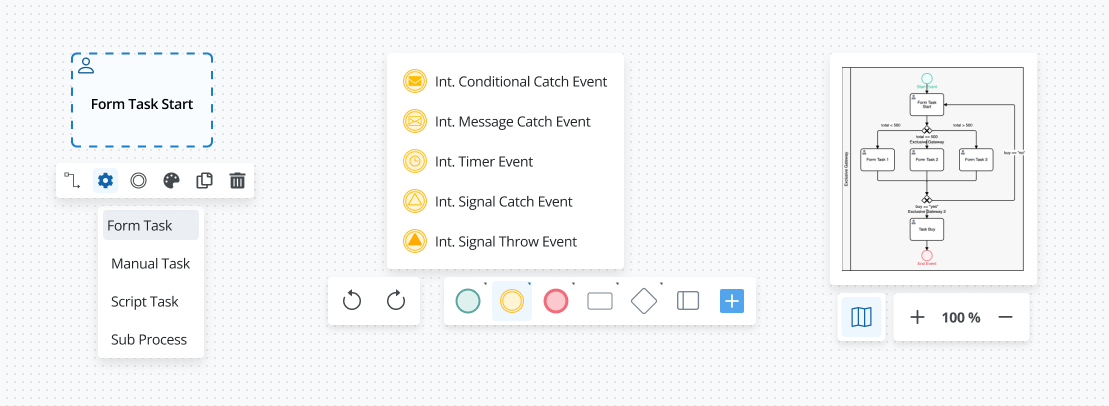 Form Task Start
Form Task
Manual Task
Script Task
Sub Process
Int. Conditional Catch Event
Int. Message Catch Event
Int. Timer Event
Int. Signal Catch Event
Int. Signal Throw Event
Start Event
Form Task
Start
total < 500
total > 500
total == 500
Exclusive Gateway
Exclusive Gateway
Form Task 1
Form Task 2
Form Task 3
buy == "no"
buy == "yes"
Exclusive Gateway 2
Task Buy
End Event
100 %